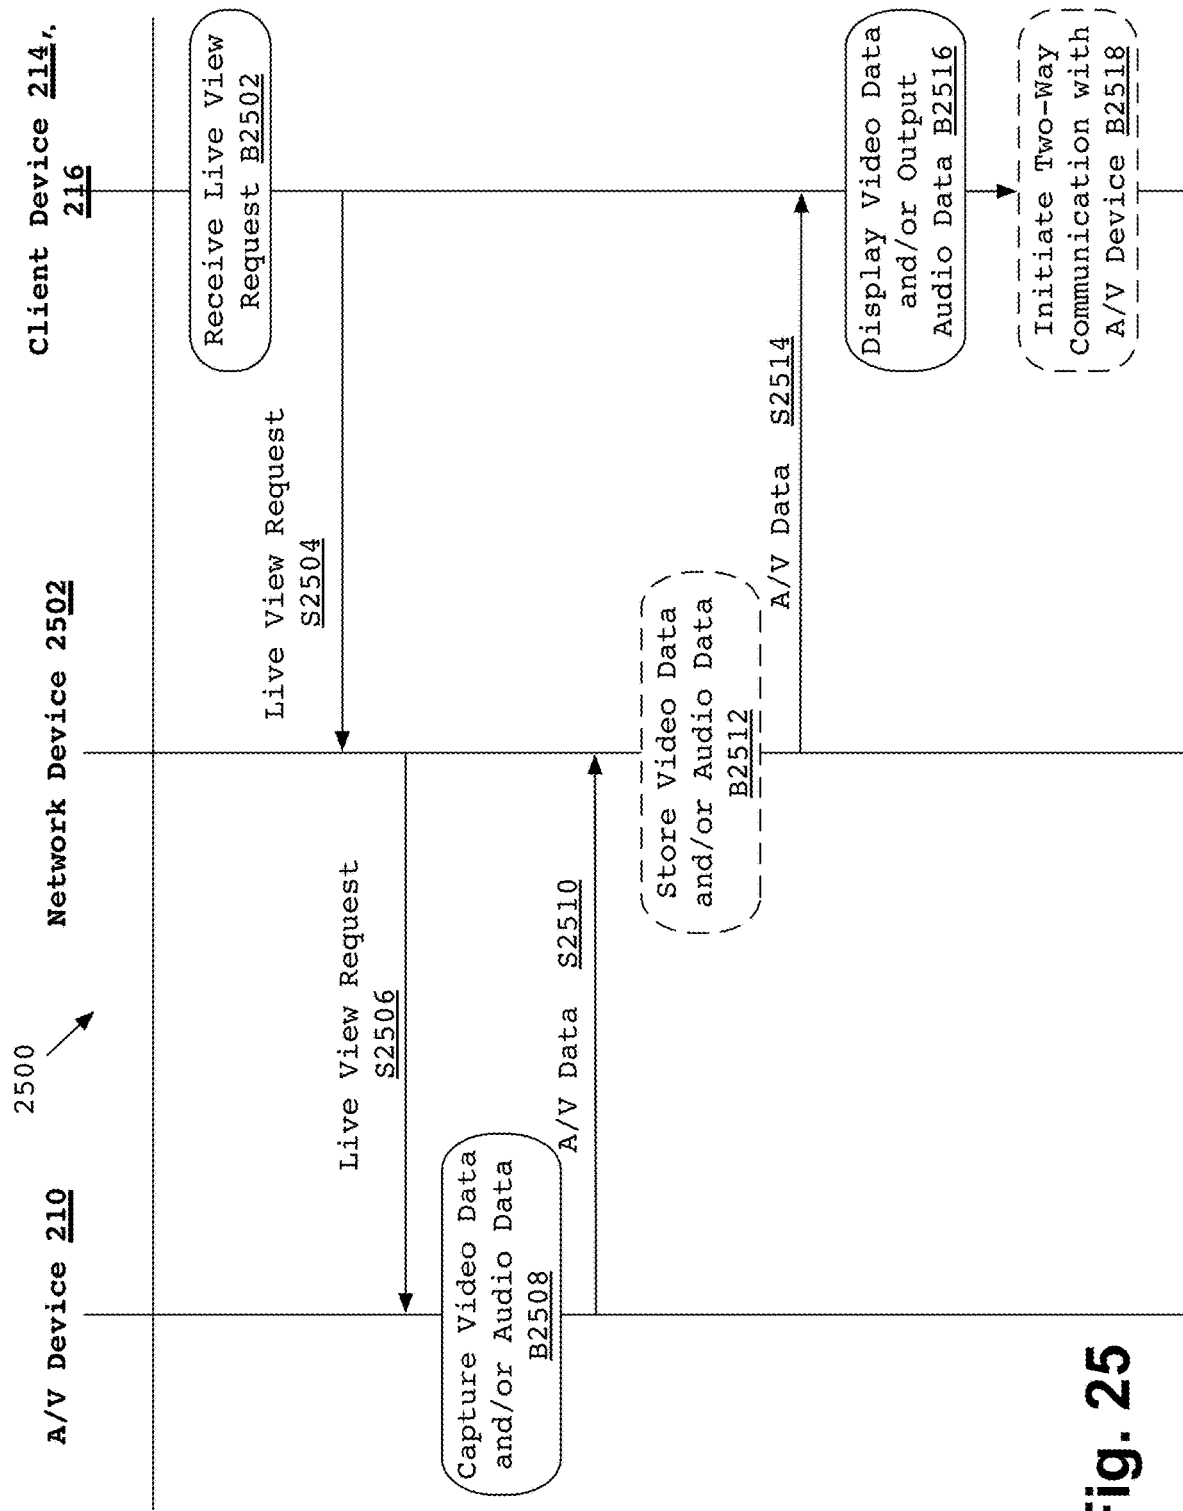 2500
A/V Device 210
Network Device 2502
Client Device 214,
216
Receive Live View
Request B2502
Live View Request
S2504
Live View Request
S2506
Capture Video Data
and/or Audio Data
B2508
A/V Data S2510
Store Video Data
and/or Audio Data
B2512
A/V Data S2514
Display Video Data
and/or Output
Audio Data B2516
Initiate Two-Way
Communication with
A/V Device B2518
Fig. 25